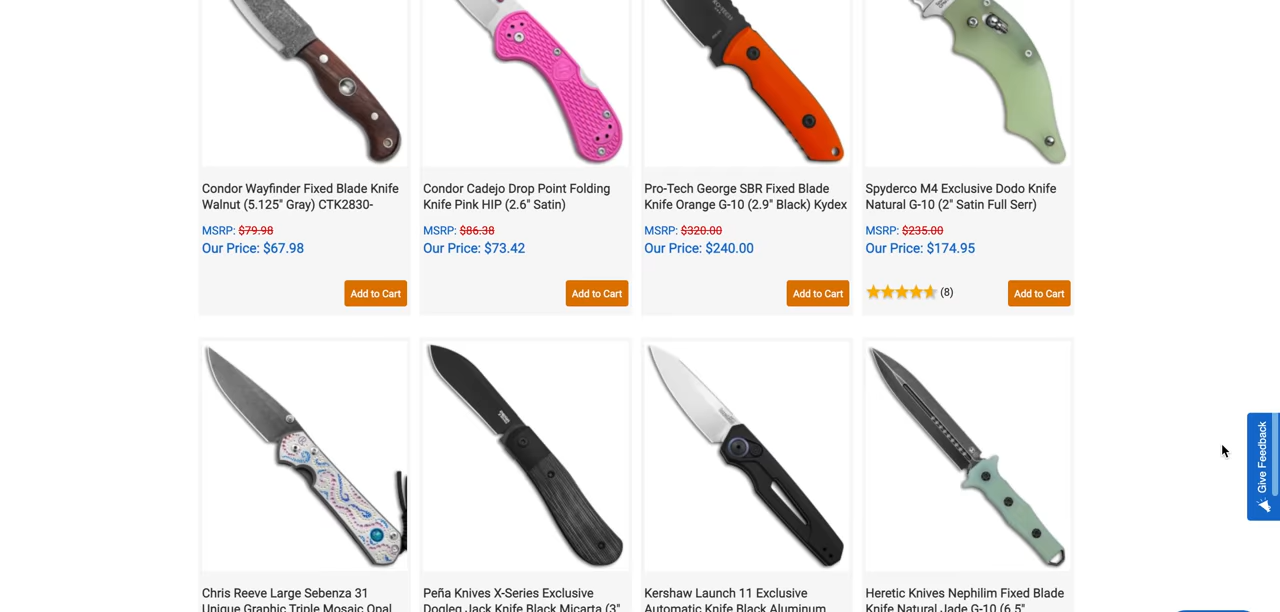 Condor Wayfinder Fixed Blade Knife
Walnut (5.125" Gray) CTK2830-
MSRP: $79.98
Our Price: $67.98
Add to Cart
Condor Cadejo Drop Point Folding
Knife Pink HIP (2.6" Satin)
MSRP: $86.38
Our Price: $73.42
Add to Cart
Pro-Tech George SBR Fixed Blade
Knife Orange G-10 (2.9" Black) Kydex
MSRP: $320.00
Our Price: $240.00
Add to Cart
Spyderco M4 Exclusive Dodo Knife
Natural G-10 (2" Satin Full Serr)
MSRP: $235.00
Our Price: $174.95
(8)
Add to Cart
Chris Reeve Large Sebenza 31
Unique Graphic Triple Mosaic Opal
Peña Knives X-Series Exclusive
Dogleg Jack Knife Black Micarta (3"
Kershaw Launch 11 Exclusive
Automatic Knife Black Aluminum
Heretic Knives Nephilim Fixed Blade
Knife Natural Jade G-10 (6.5"
Give Feedback